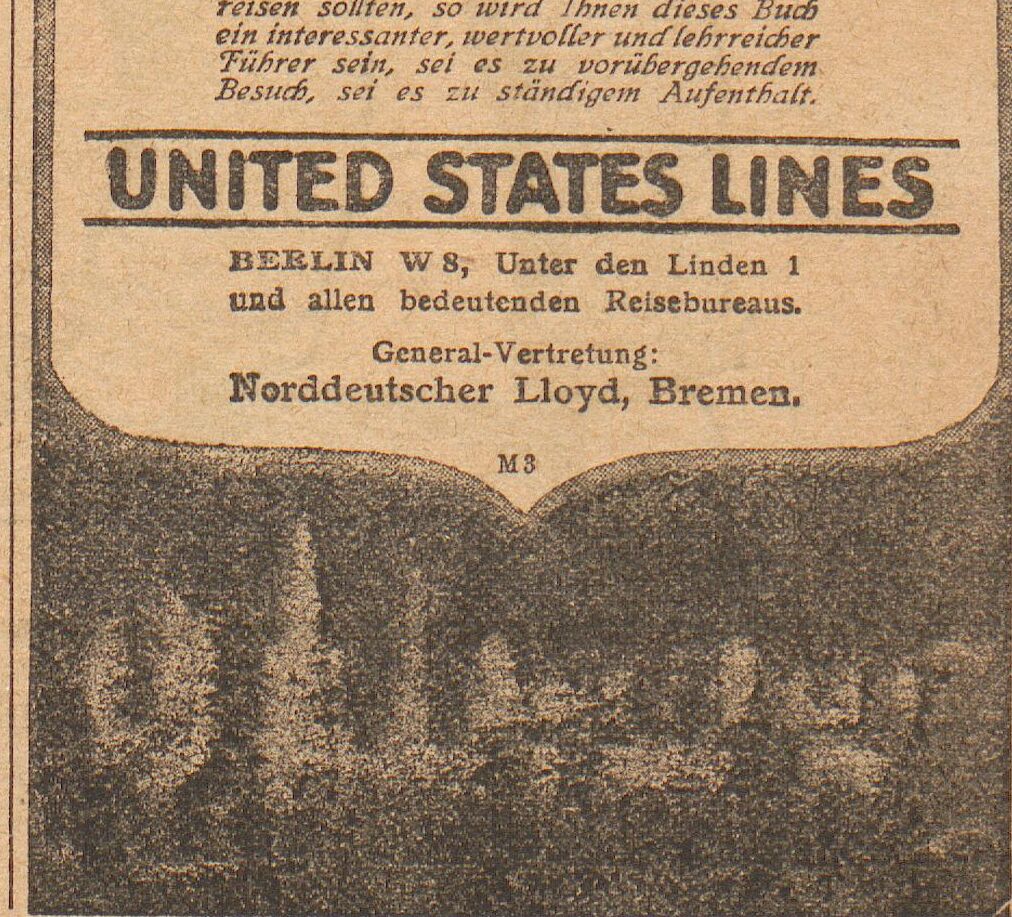 reisen sollten, so wird Ihnen dieses Buch
ein interessanter, wertvoller und lehrreicher
Führer sein, sei es zu vorübergehendem
Besuch, sei es zu ständigem Aufenthalt.
UNITED STATES LINES
BERLIN W 8, Unter den Linden 1
und allen bedeutenden Reisebureaus.
General-Vertretung:
Norddeutscher Lloyd, Bremen.
M 3